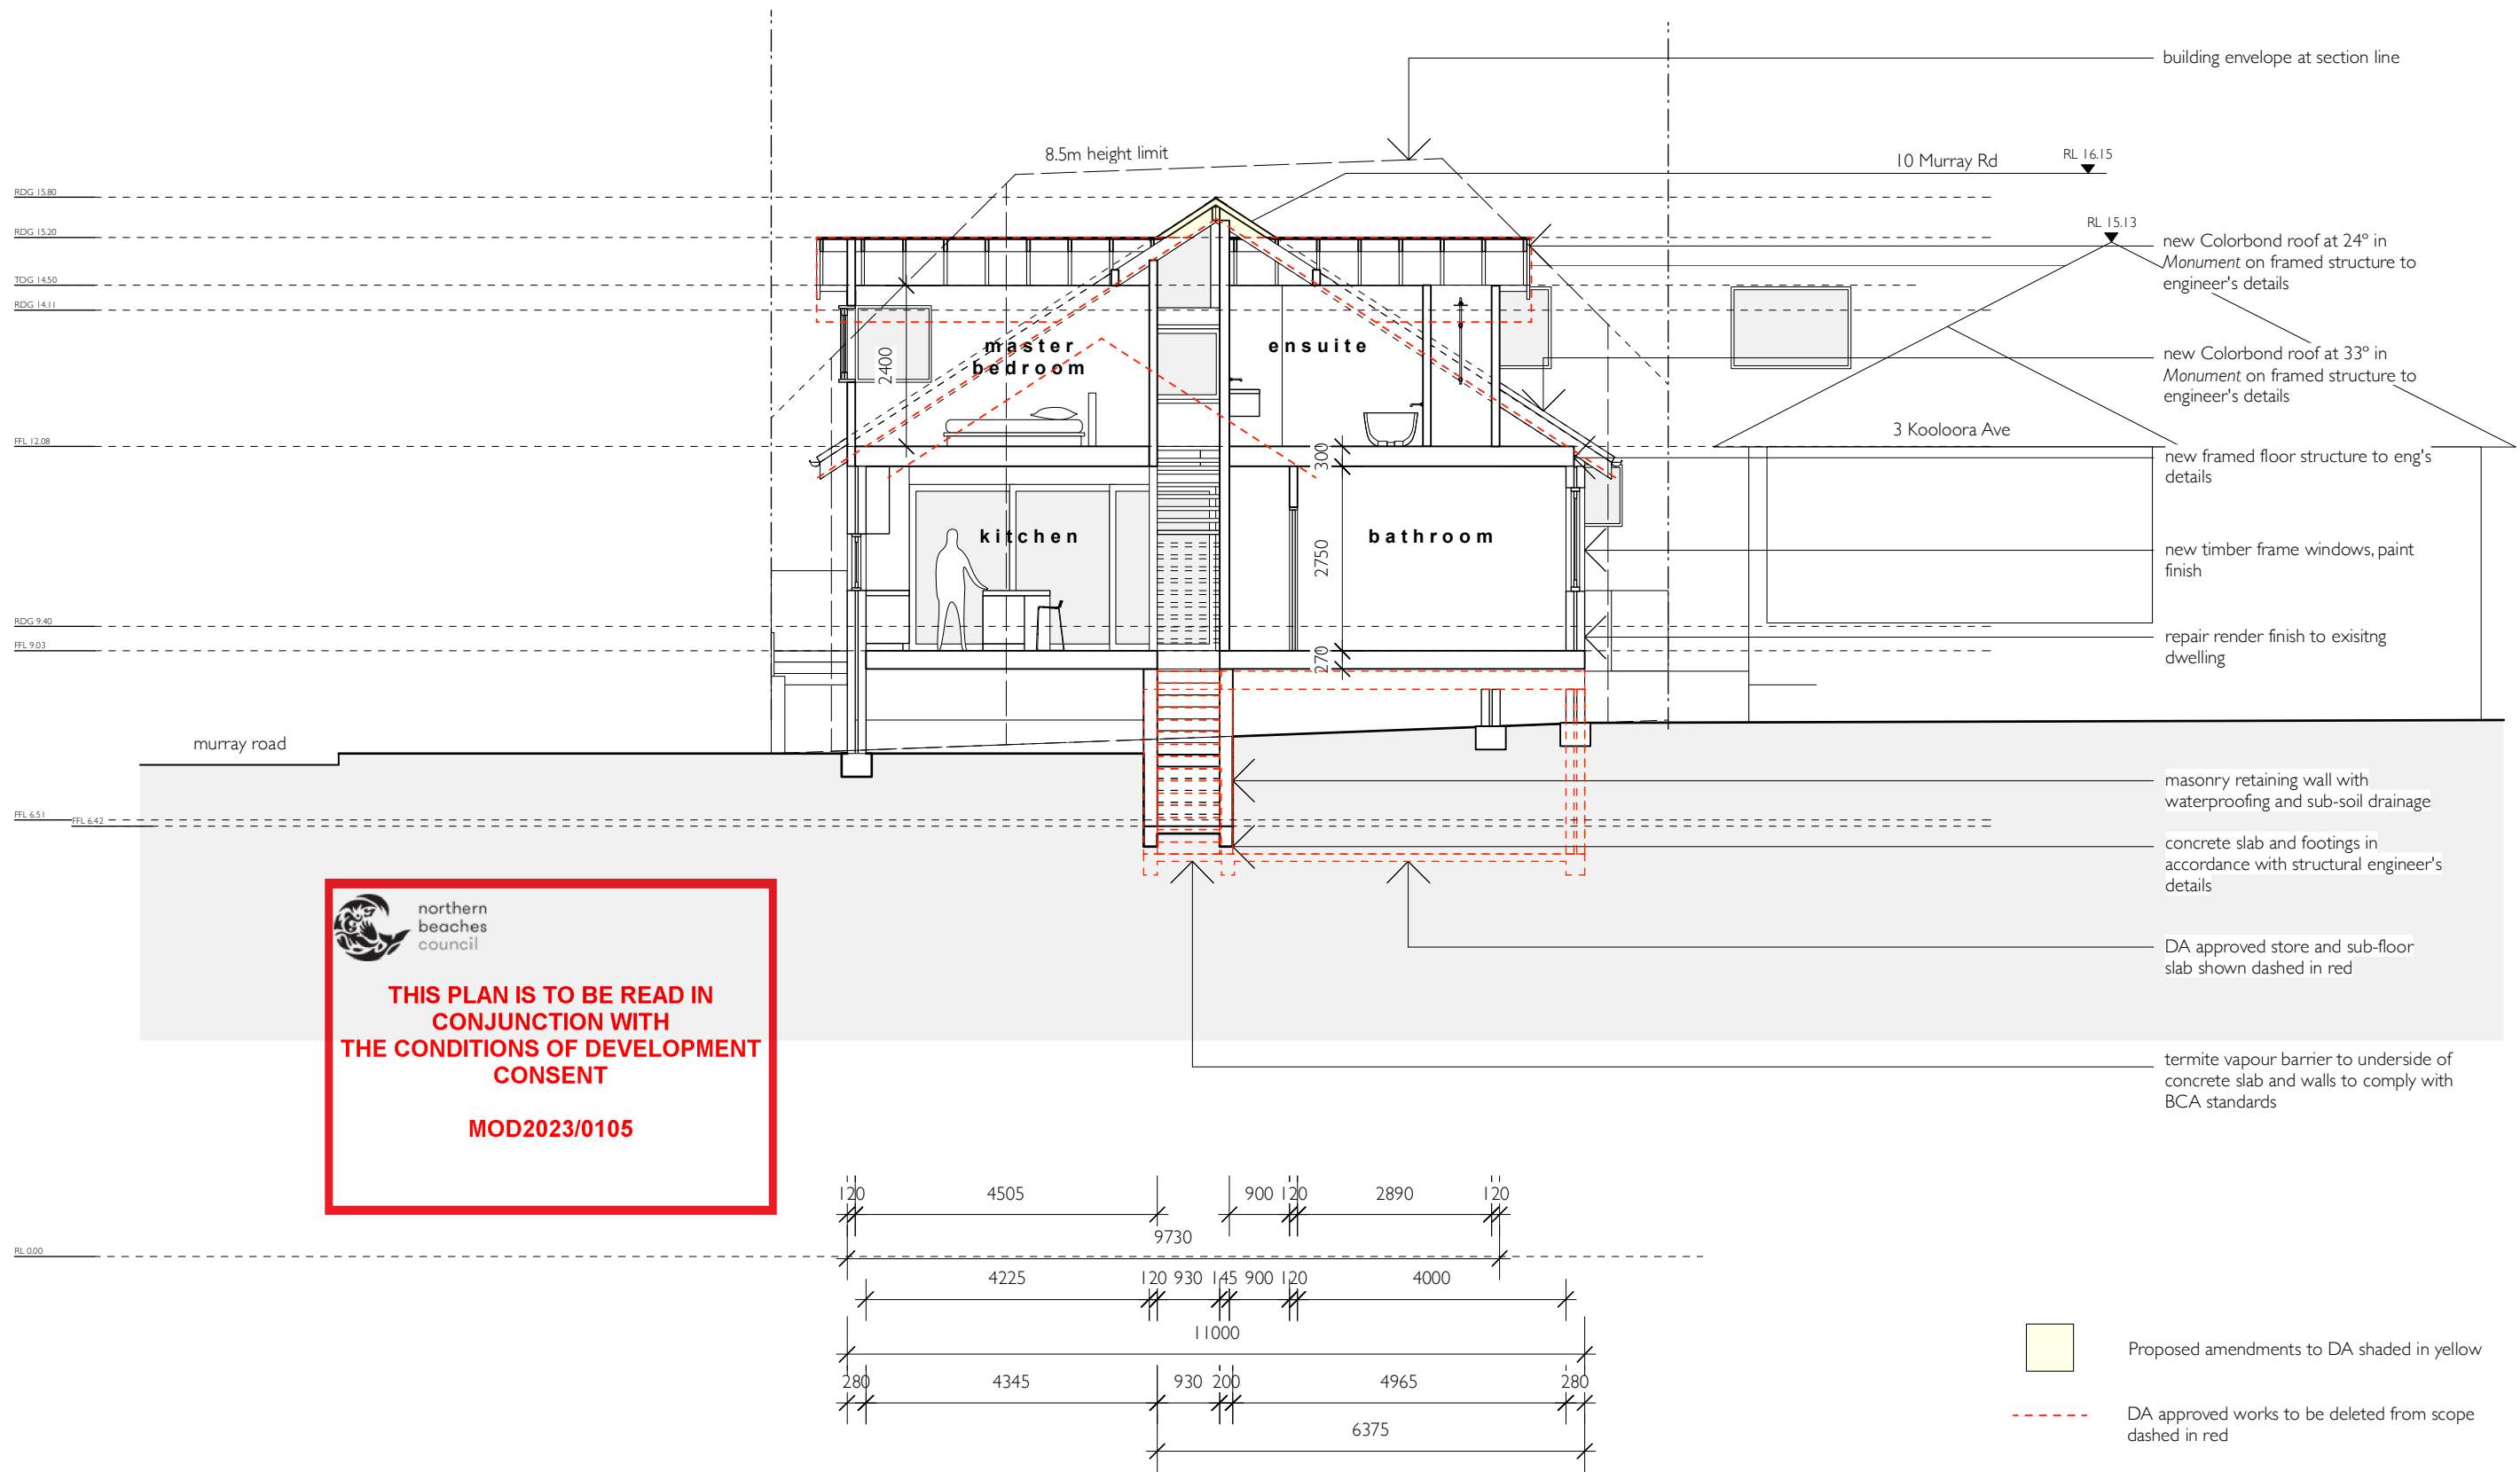 building envelope at section line
8.5m height limit
10 Murray Rd
RL 16.15
RDG 15.80
RL 15.13
RDG 15.20
new Colorbond roof at 24º in
Monument on framed structure to
engineer's details
TOG 14.50
RDG 14.11
master
bedroom
ensuite
2400
new Colorbond roof at 33º in
Monument on framed structure to
engineer's details
3 Kooloora Ave
FFL 12.08
300
new framed floor structure to eng's
details
kitchen
bathroom
2750
new timber frame windows, paint
finish
RDG 9.40
FFL 9.03
270
repair render finish to exisitng
dwelling
murray road
masonry retaining wall with
waterproofing and sub-soil drainage
FFL 6.51
FFL 6.42
concrete slab and footings in
accordance with structural engineer's
details
northern
beaches
council
DA approved store and sub-floor
slab shown dashed in red
THIS PLAN IS TO BE READ IN
CONJUNCTION WITH
THE CONDITIONS OF DEVELOPMENT
CONSENT
MOD2023/0105
termite vapour barrier to underside of
concrete slab and walls to comply with
BCA standards
120 4505 900 120 2890 120
9730
RL 0.00
4225 120 930 145 900 120 4000
11000
280 4345 930 200 4965 280
6375
Proposed amendments to DA shaded in yellow
DA approved works to be deleted from scope
dashed in red